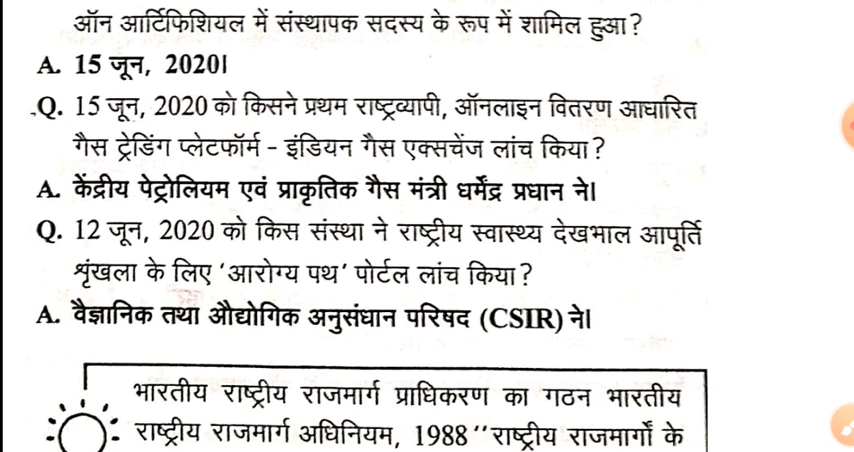 ऑन आर्टिफिशियल में संस्थापक सदस्य के रूप में शामिल हुआ?
A. 15 जून, 2020।
Q. 15 जून, 2020 को किसने प्रथम राष्ट्रव्यापी, ऑनलाइन वितरण आधारित
गैस ट्रेडिंग प्लेटफॉर्म - इंडियन गैस एक्सचेंज लांच किया?
A. केंद्रीय पेट्रोलियम एवं प्राकृतिक गैस मंत्री धर्मेंद्र प्रधान ने।
Q. 12 जून, 2020 को किस संस्था ने राष्ट्रीय स्वास्थ्य देखभाल आपूर्ति
श्रृंखला के लिए ‘आरोग्य पथ’ पोर्टल लांच किया?
A. वैज्ञानिक तथा औद्योगिक अनुसंधान परिषद (CSIR) ने।
भारतीय राष्ट्रीय राजमार्ग प्राधिकरण का गठन भारतीय
राष्ट्रीय राजमार्ग अधिनियम, 1988 ‘‘राष्ट्रीय राजमार्गों के